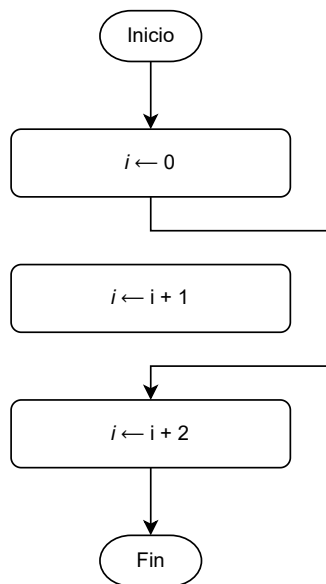 Inicio
i ← 0
i ← i + 1
i ← i + 2
Fin